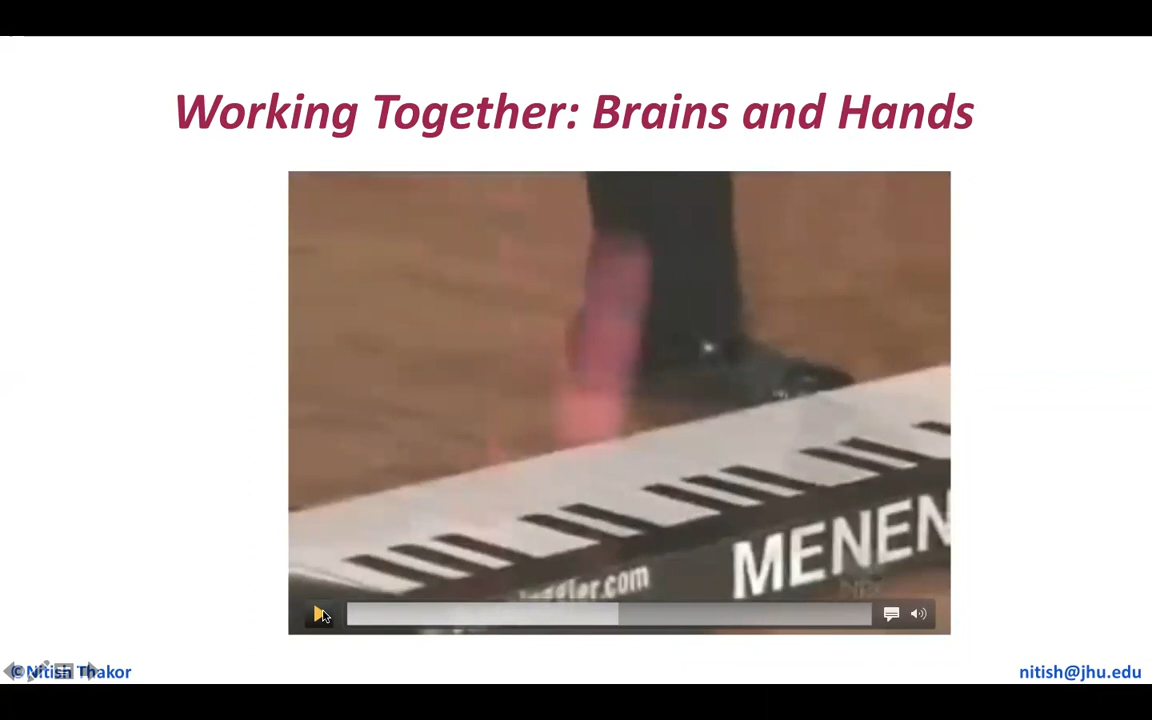 Working Together: Brains and Hands
MENEN
©Nitish Thakor
nitish@jhu.edu